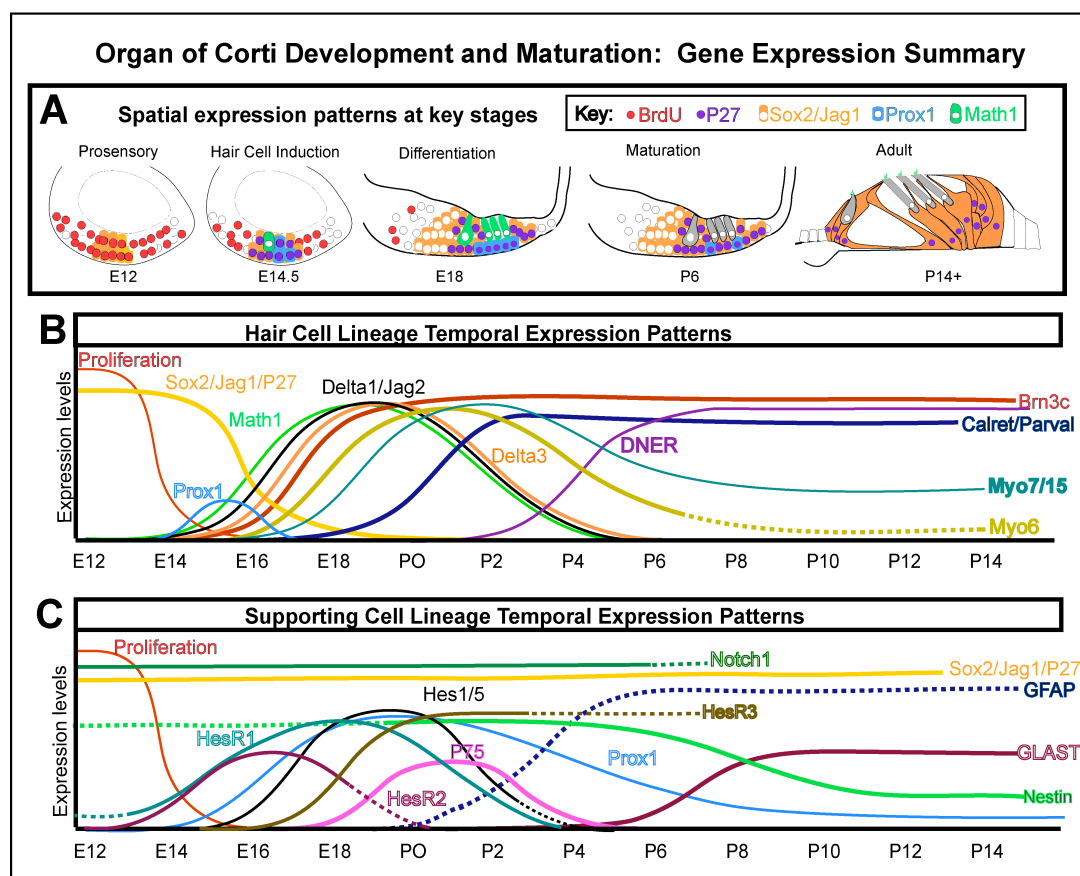 Organ of Corti Development and Maturation: Gene Expression Summary
A
Spatial expression patterns at key stages
Key: BrdU P27 Sox2/Jag1 Prox1 Math1
Prosensory Hair Cell Induction Differentiation Maturation Adult
E12 E14.5 E18 P6 P14+
B
Hair Cell Lineage Temporal Expression Patterns
Expression levels
Proliferation
Sox2/Jag1/P27
Delta1/Jag2
Math1
Brn3c
Calret/Parval
DNER
Delta3
Prox1
Myo7/15
Myo6
E12 E14 E16 E18 PO P2 P4 P6 P8 P10 P12 P14
C
Supporting Cell Lineage Temporal Expression Patterns
Expression levels
Proliferation
Notch1
Sox2/Jag1/P27
Hes1/5
GFAP
HesR3
HesR1
P75
Prox1
GLAST
HesR2
Nestin
E12 E14 E16 E18 PO P2 P4 P6 P8 P10 P12 P14